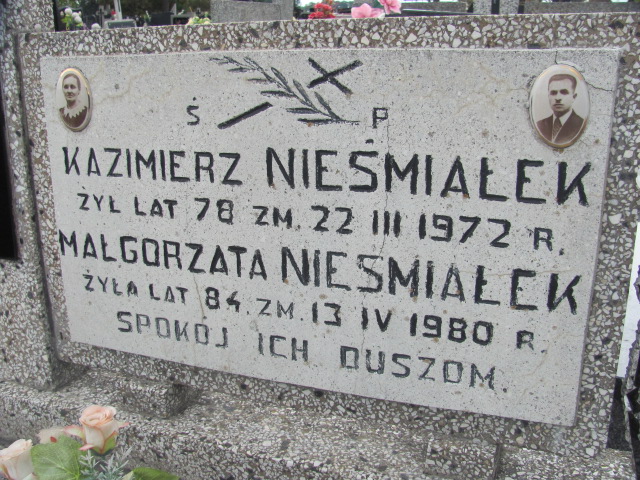 Ś P
KAZIMIERZ NIEŚMIAŁEK
ŻYŁ LAT 78 ZM. 22 III 1972 R.
MAŁGORZATA NIEŚMIAŁEK
ŻYŁA LAT 84. ZM. 13 IV 1980 R.
SPOKÓJ ICH DUSZOM.